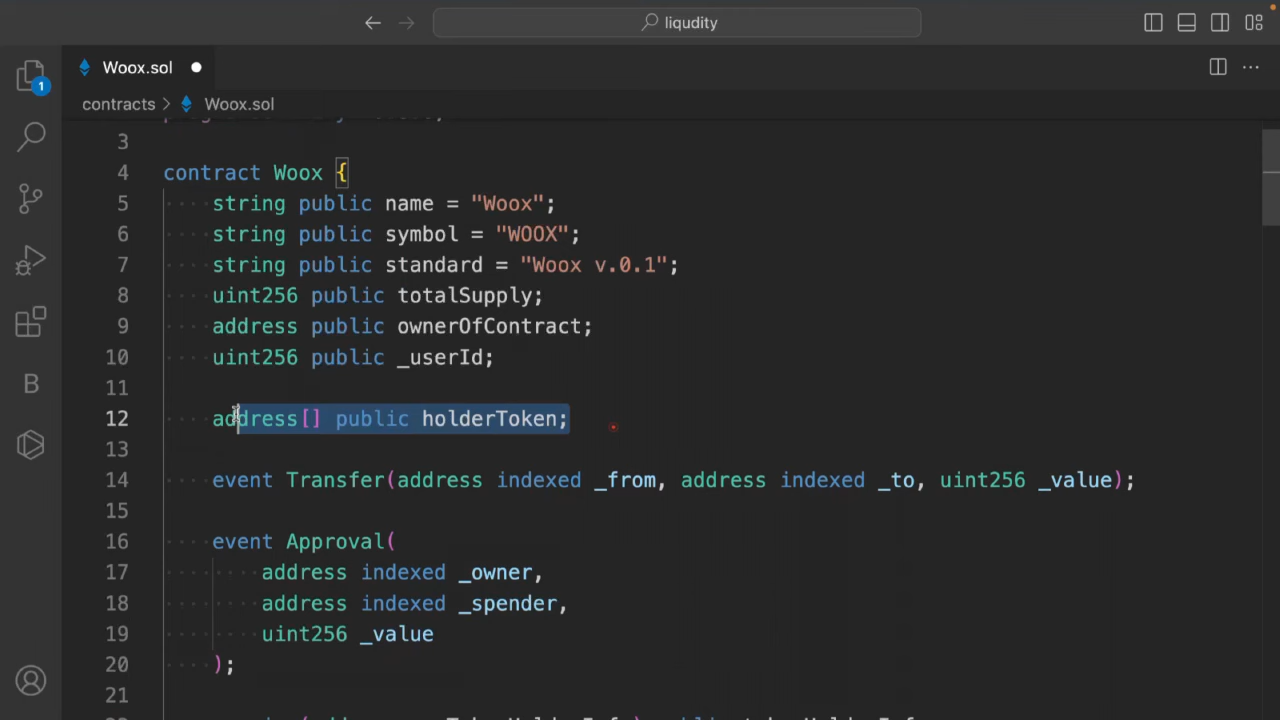 liqudity
Woox.sol
contracts > Woox.sol
1
3
4 contract Woox {
5 string public name = "Woox";
6 string public symbol = "WOOX";
7 string public standard = "Woox v.0.1";
8 uint256 public totalSupply;
9 address public ownerOfContract;
10 uint256 public _userId;
11
12 address[] public holderToken;
13
14 event Transfer(address indexed _from, address indexed _to, uint256 _value);
15
16 event Approval(
17 address indexed _owner,
18 address indexed _spender,
19 uint256 _value
20 );
21
B